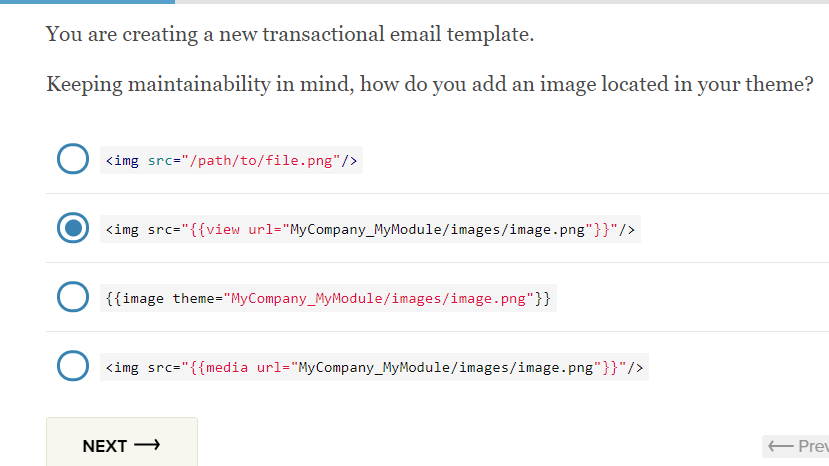 You are creating a new transactional email template.
Keeping maintainability in mind, how do you add an image located in your theme?
<img src="/path/to/file.png"/>
<img src="{{view url="MyCompany_MyModule/images/image.png"}}"/>
{{image theme="MyCompany_MyModule/images/image.png"}}
<img src="{{media url="MyCompany_MyModule/images/image.png"}}"/>
NEXT ⟶
⟵ Prev